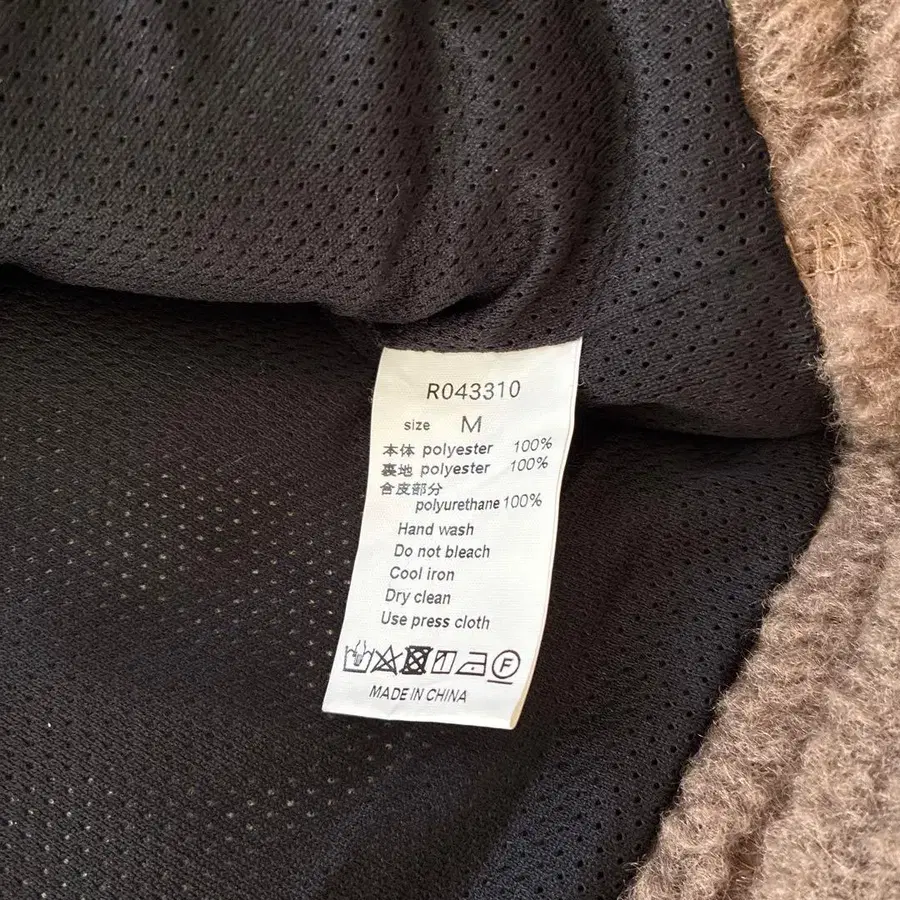 R043310
size M
本体 polyester 100%
裏地 polyester 100%
合皮部分
polyurethane 100%
Hand wash
Do not bleach
Cool iron
Dry clean
Use press cloth
F
MADE IN CHINA